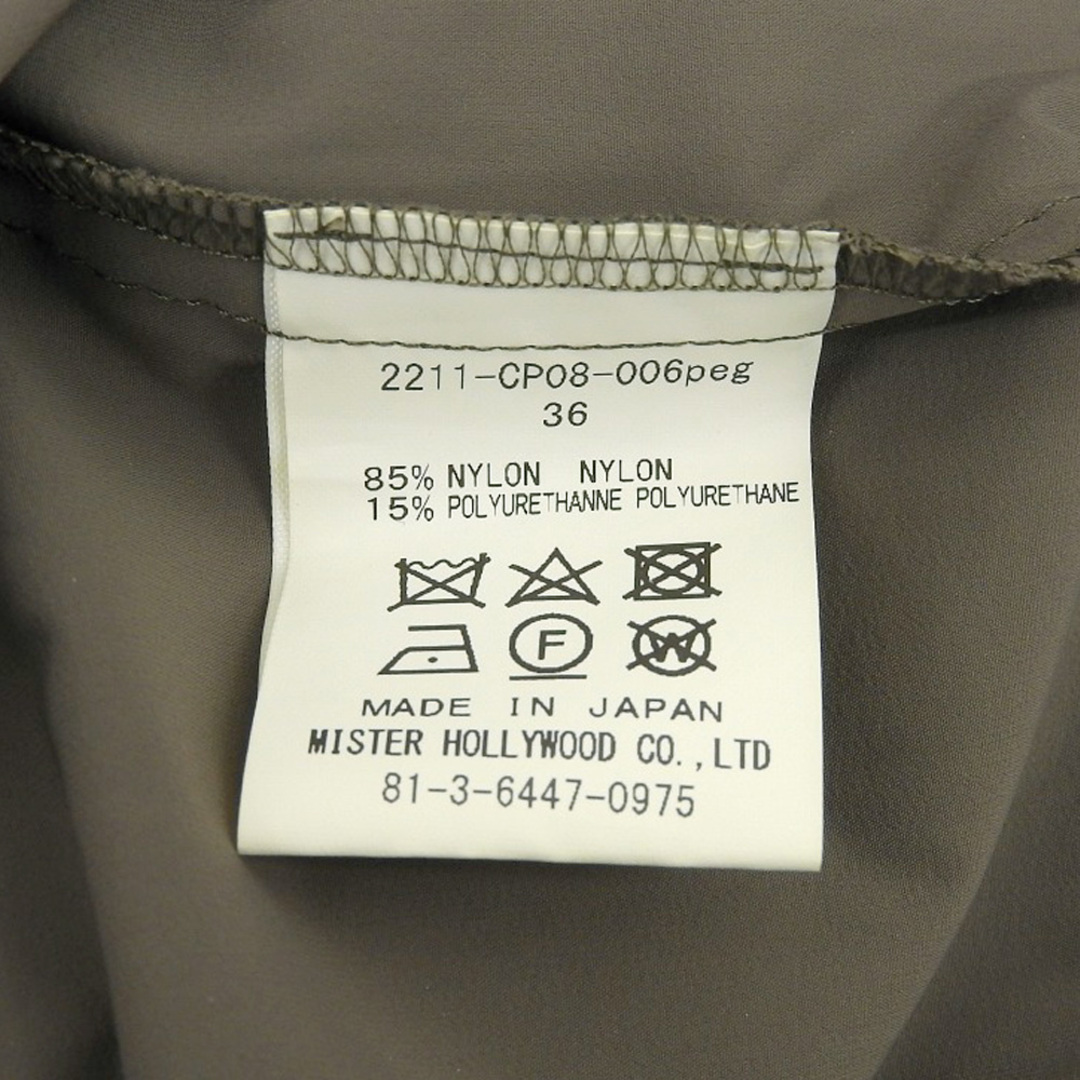 2211-CP08-006peg
36
85% NYLON NYLON
15% POLYURETHANNE POLYURETHANE
F W
MADE IN JAPAN
MISTER HOLLYWOOD CO.,LTD
81-3-6447-0975